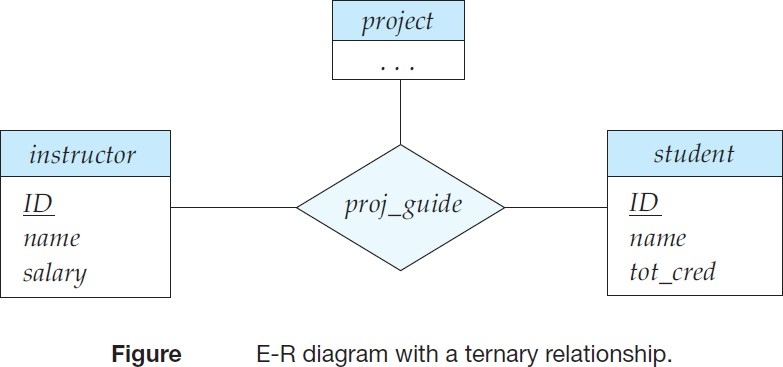 project
. . .
instructor
ID
name
salary
proj_guide
student
ID
name
tot_cred
Figure E-R diagram with a ternary relationship.